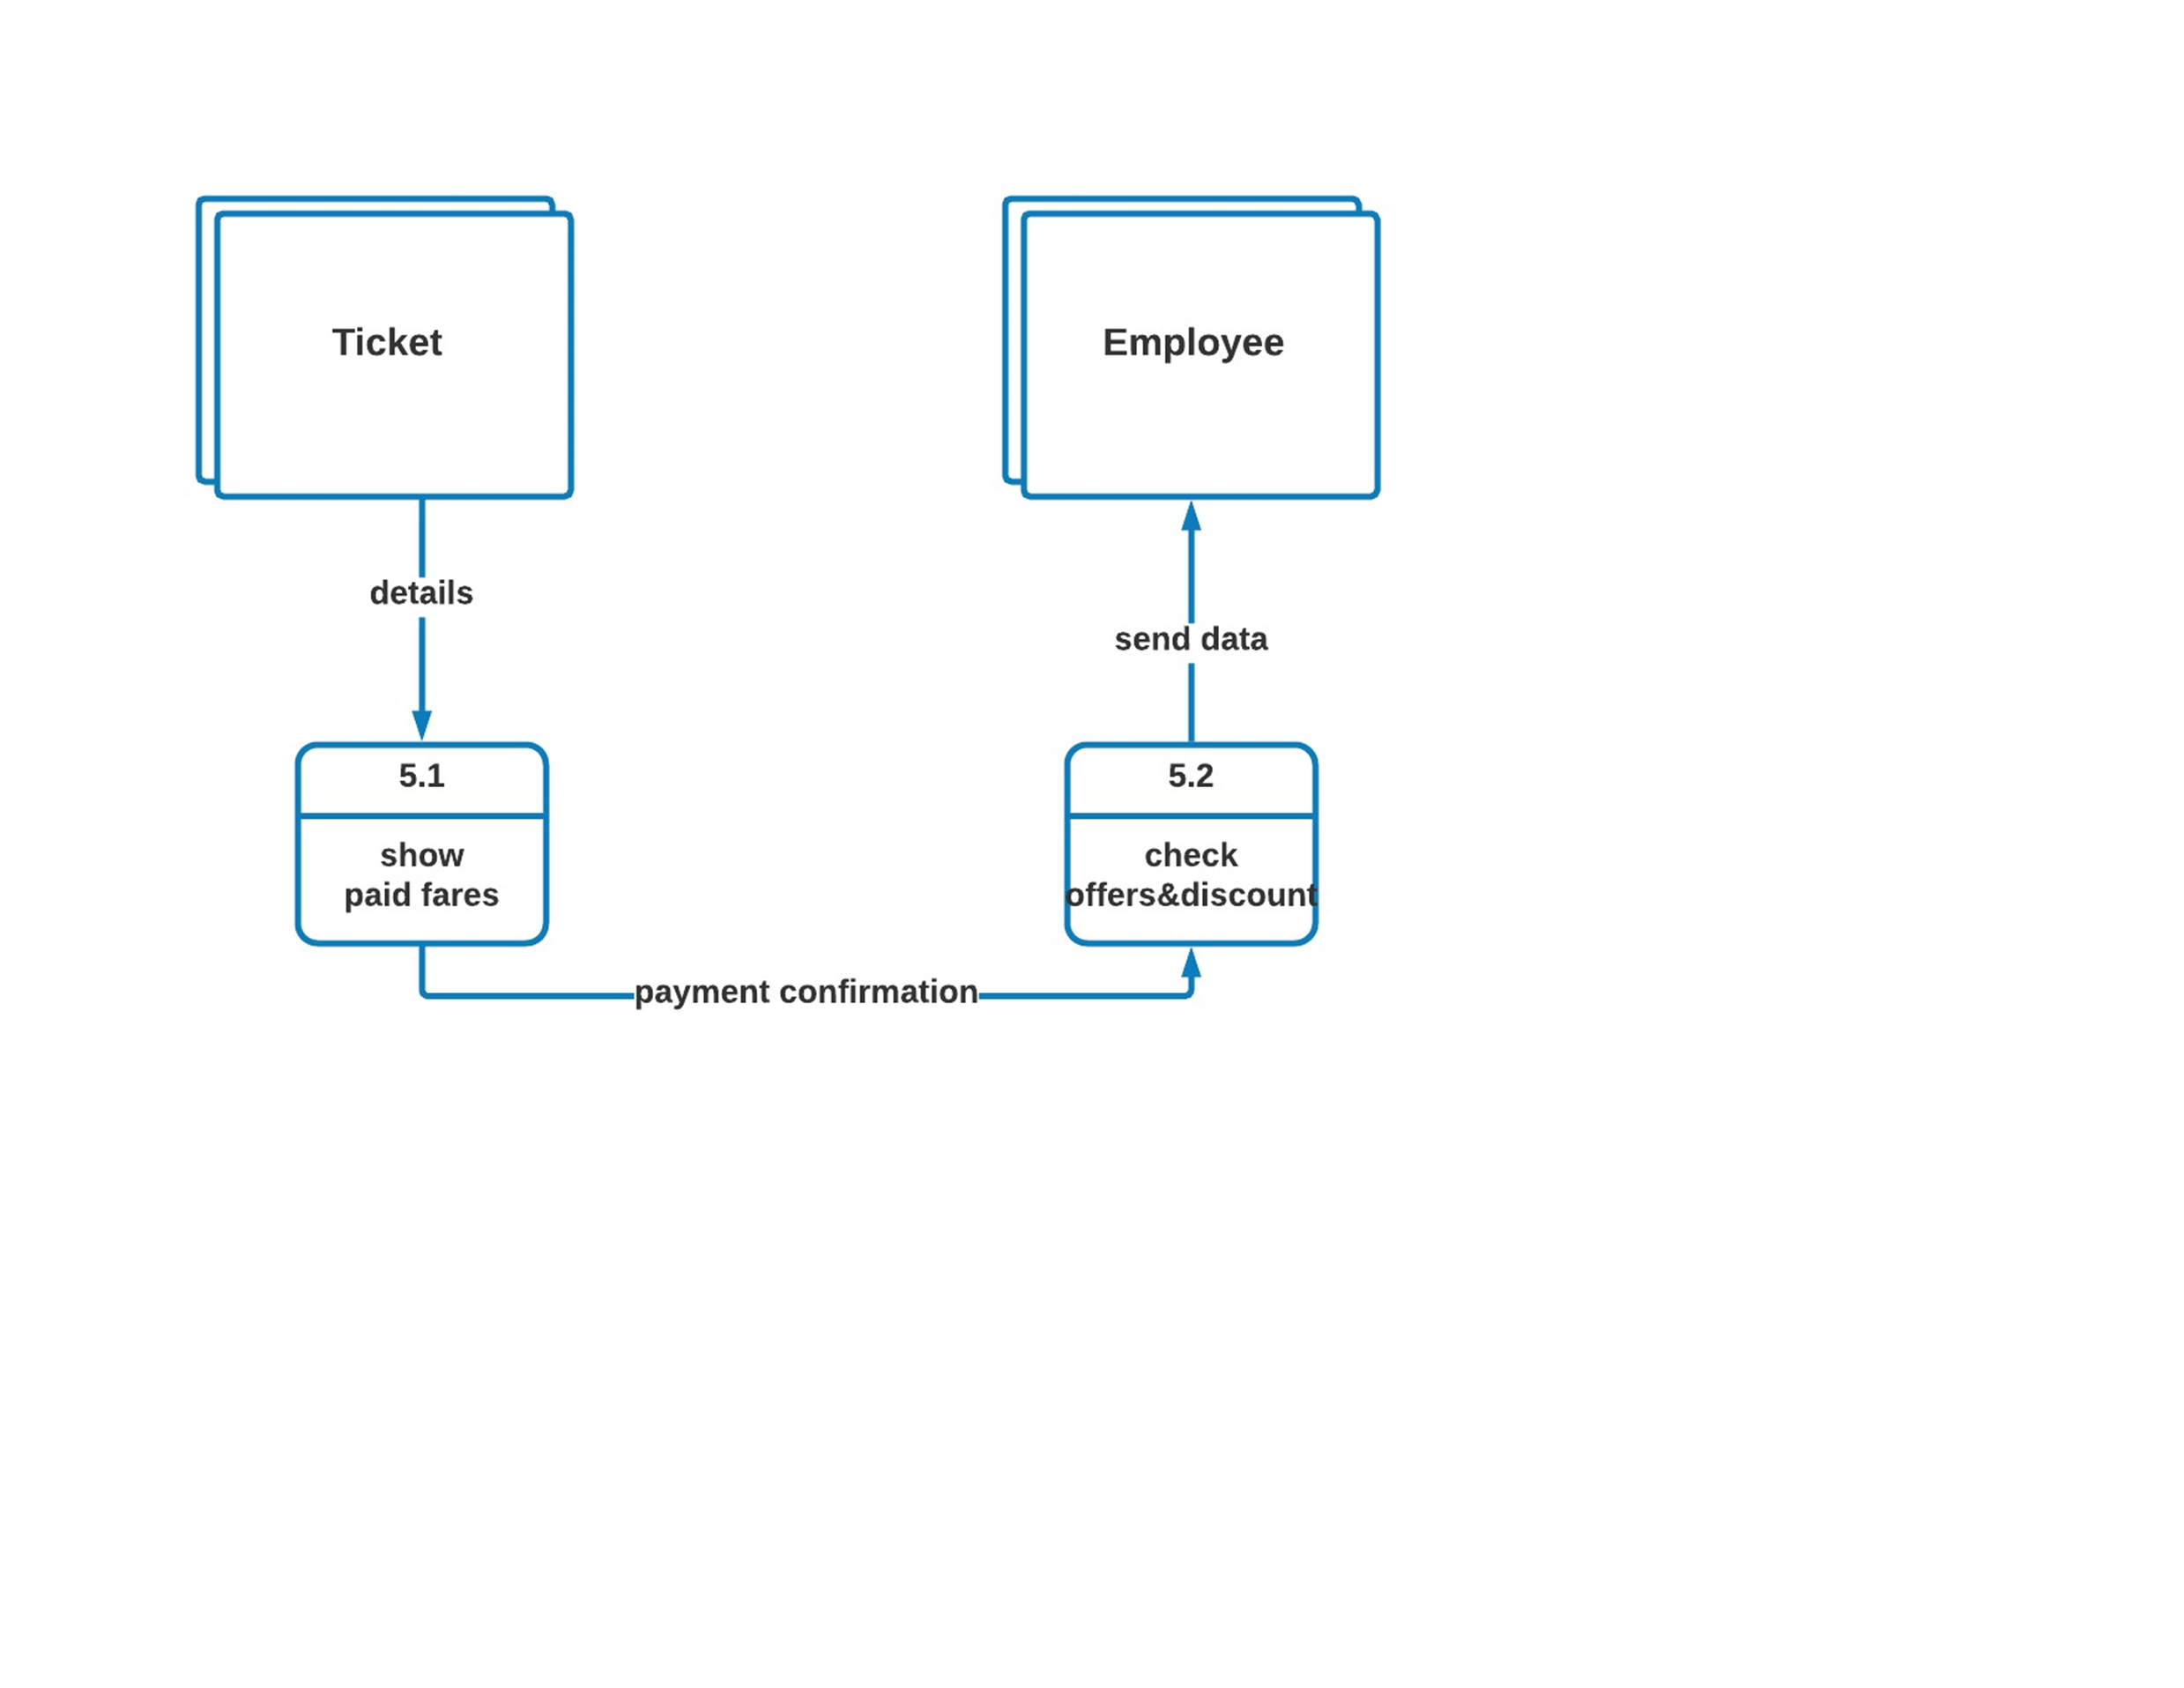 Ticket
Employee
details
send data
5.1
5.2
show
paid fares
check
offers&discount
payment confirmation